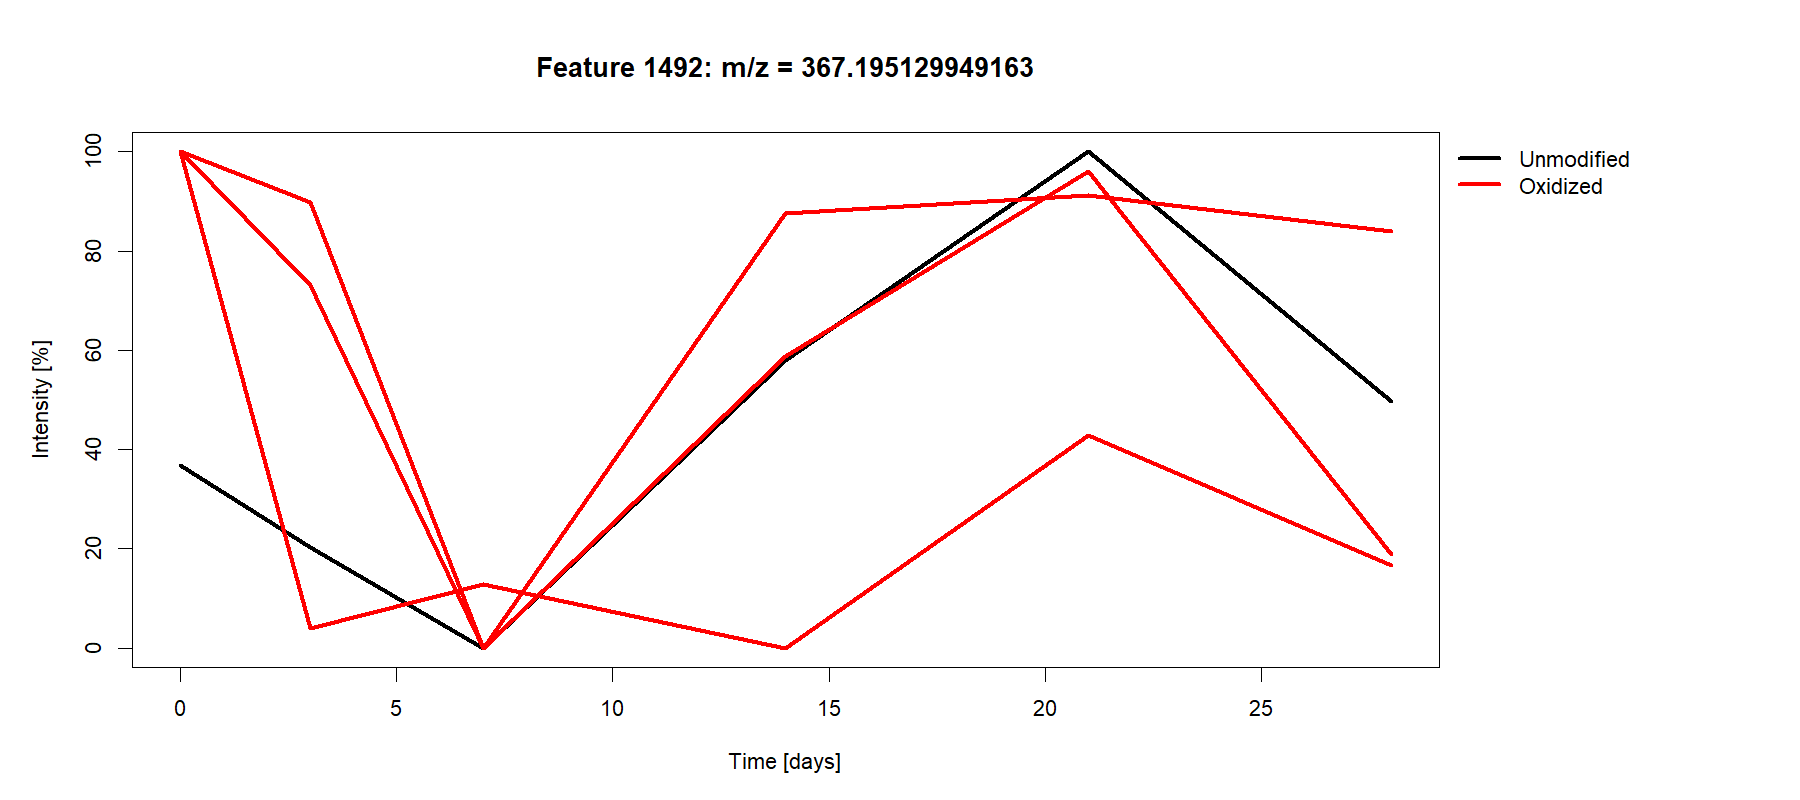 Feature 1492: m/z = 367.195129949163
Unmodified
Oxidized
Intensity [%]
100
80
60
40
20
0
0 5 10 15 20 25
Time [days]